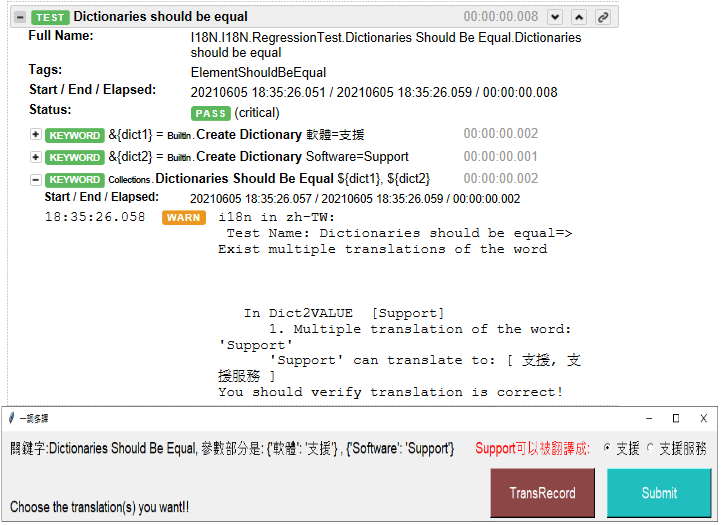 TEST Dictionaries should be equal 00:00:00.008
Full Name: I18N.I18N.RegressionTest.Dictionaries Should Be Equal.Dictionaries
should be equal
Tags: ElementShouldBeEqual
Start / End / Elapsed: 20210605 18:35:26.051 / 20210605 18:35:26.059 / 00:00:00.008
Status: PASS (critical)
KEYWORD &{dict1} = BuiltIn.Create Dictionary 軟體=支援 00:00:00.002
KEYWORD &{dict2} = BuiltIn.Create Dictionary Software=Support 00:00:00.001
KEYWORD Collections.Dictionaries Should Be Equal ${dict1}, ${dict2} 00:00:00.002
Start / End / Elapsed: 20210605 18:35:26.057 / 20210605 18:35:26.059 / 00:00:00.002
18:35:26.058 WARN i18n in zh-TW:
Test Name: Dictionaries should be equal=>
Exist multiple translations of the word
In Dict2VALUE [Support]
1. Multiple translation of the word:
'Support'
'Support' can translate to: [ 支援, 支
援服務 ]
You should verify translation is correct!
一詞多譯
關鍵字:Dictionaries Should Be Equal, 參數部分是: {'軟體': '支援'} , {'Software': 'Support'} Support可以被翻譯成: 支援 支援服務
TransRecord Submit
Choose the translation(s) you want!!